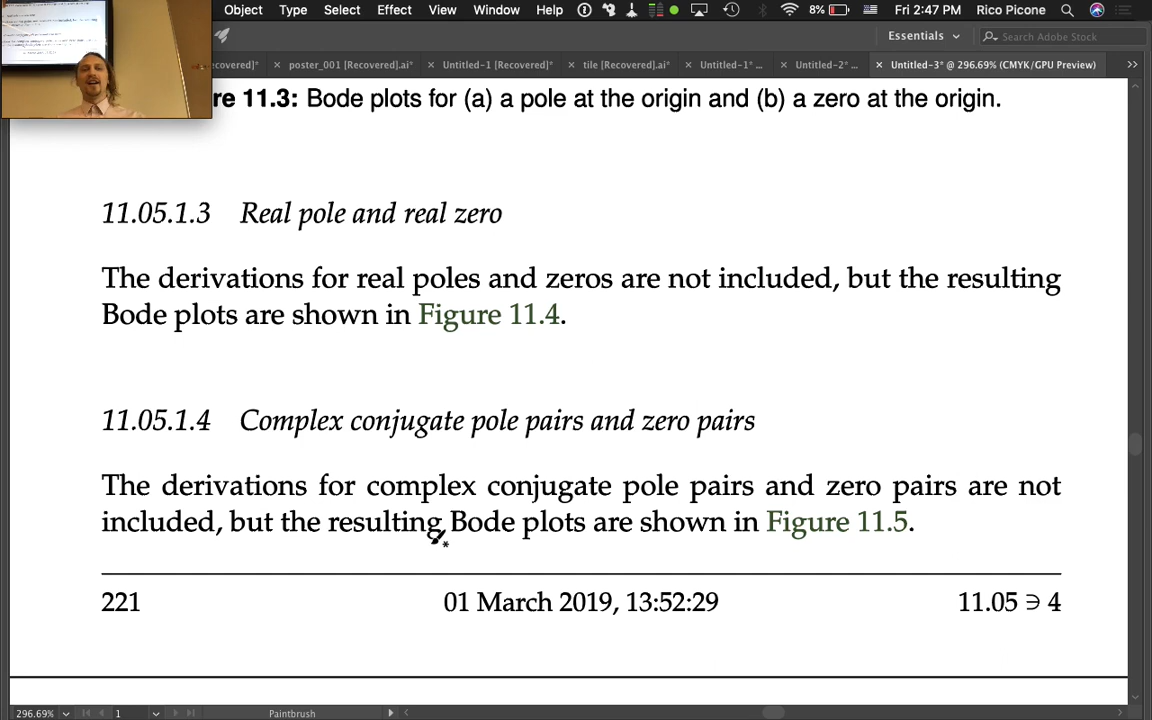 Object Type Select Effect View Window Help 8% Fri 2:47 PM Rico Picone
Essentials Search Adobe Stock
covered]* × poster_001 [Recovered].ai* × Untitled-1 [Recovered]* × tile [Recovered].ai* × Untitled-1* ... × Untitled-2* ... × Untitled-3* @ 296.69% (CMYK/GPU Preview) »
re 11.3: Bode plots for (a) a pole at the origin and (b) a zero at the origin.
11.05.1.3 Real pole and real zero
The derivations for real poles and zeros are not included, but the resulting
Bode plots are shown in Figure 11.4.
11.05.1.4 Complex conjugate pole pairs and zero pairs
The derivations for complex conjugate pole pairs and zero pairs are not
included, but the resulting Bode plots are shown in Figure 11.5.
221 01 March 2019, 13:52:29 11.05 ∋ 4
296.69% 1 Paintbrush